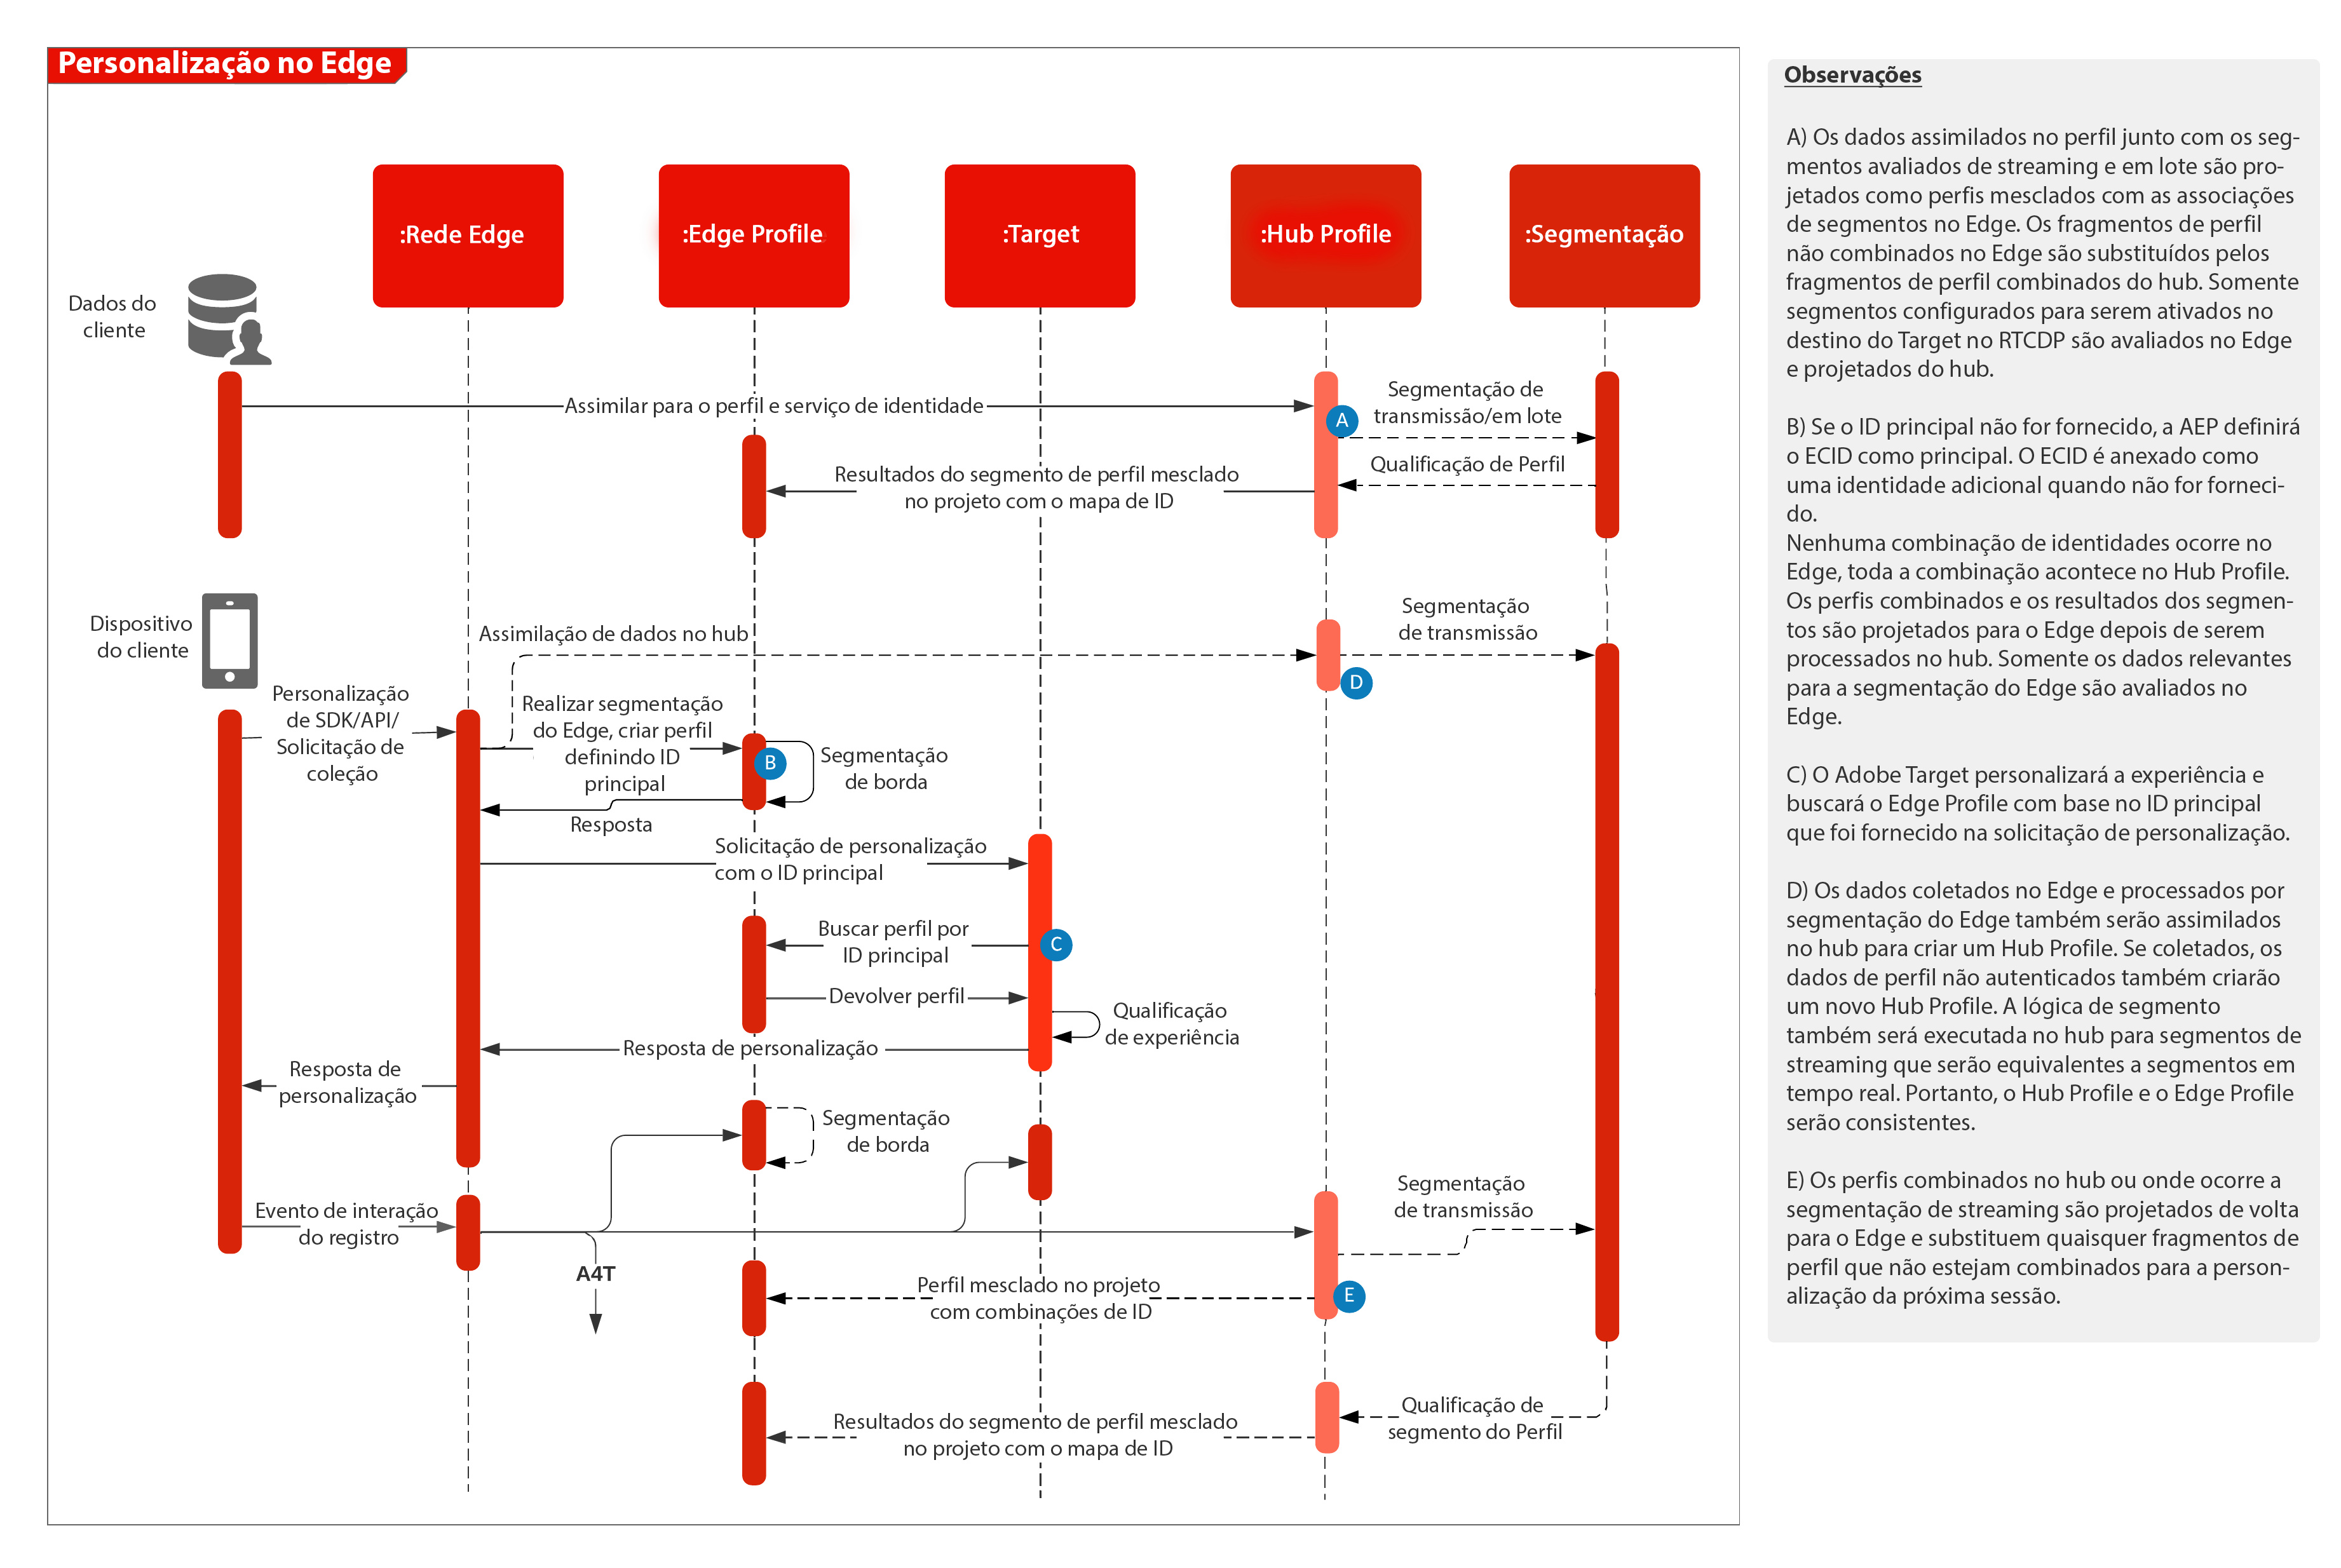 Personalização no Edge
:Rede Edge
:Edge Profile
:Target
:Hub Profile
:Segmentação
Dados do
cliente
Assimilar para o perfil e serviço de identidade
A
Segmentação de
transmissão/em lote
Qualificação de Perfil
Resultados do segmento de perfil mesclado
no projeto com o mapa de ID
Dispositivo
do cliente
Assimilação de dados no hub
Segmentação
de transmissão
D
Personalização
de SDK/API/
Solicitação de
coleção
Realizar segmentação
do Edge, criar perfil
definindo ID
principal
B
Segmentação
de borda
Resposta
Solicitação de personalização
com o ID principal
Buscar perfil por
ID principal
C
Devolver perfil
Qualificação
de experiência
Resposta de personalização
Resposta de
personalização
Segmentação
de borda
Evento de interação
do registro
Segmentação
de transmissão
A4T
Perfil mesclado no projeto
com combinações de ID
E
Resultados do segmento de perfil mesclado
no projeto com o mapa de ID
Qualificação de
segmento do Perfil
Observações
A) Os dados assimilados no perfil junto com os seg-
mentos avaliados de streaming e em lote são pro-
jetados como perfis mesclados com as associações
de segmentos no Edge. Os fragmentos de perfil
não combinados no Edge são substituídos pelos
fragmentos de perfil combinados do hub. Somente
segmentos configurados para serem ativados no
destino do Target no RTCDP são avaliados no Edge
e projetados do hub.
B) Se o ID principal não for fornecido, a AEP definirá
o ECID como principal. O ECID é anexado como
uma identidade adicional quando não for forneci-
do.
Nenhuma combinação de identidades ocorre no
Edge, toda a combinação acontece no Hub Profile.
Os perfis combinados e os resultados dos segmen-
tos são projetados para o Edge depois de serem
processados no hub. Somente os dados relevantes
para a segmentação do Edge são avaliados no
Edge.
C) O Adobe Target personalizará a experiência e
buscará o Edge Profile com base no ID principal
que foi fornecido na solicitação de personalização.
D) Os dados coletados no Edge e processados por
segmentação do Edge também serão assimilados
no hub para criar um Hub Profile. Se coletados, os
dados de perfil não autenticados também criarão
um novo Hub Profile. A lógica de segmento
também será executada no hub para segmentos de
streaming que serão equivalentes a segmentos em
tempo real. Portanto, o Hub Profile e o Edge Profile
serão consistentes.
E) Os perfis combinados no hub ou onde ocorre a
segmentação de streaming são projetados de volta
para o Edge e substituem quaisquer fragmentos de
perfil que não estejam combinados para a person-
alização da próxima sessão.